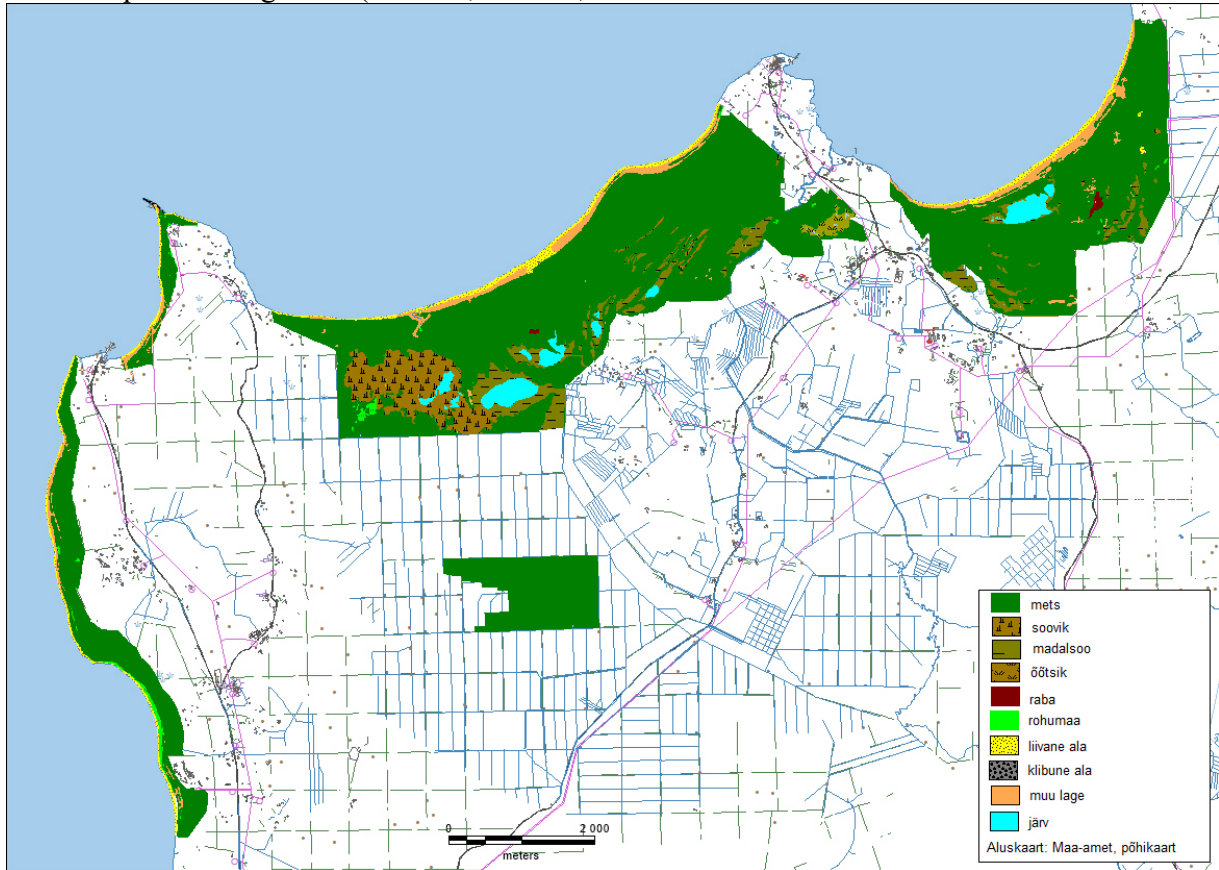 0 2 000
meters
mets
soovik
madalsoo
õõtsik
raba
rohumaa
liivane ala
klibune ala
muu lage
järv
Aluskaart: Maa-amet, põhikaart